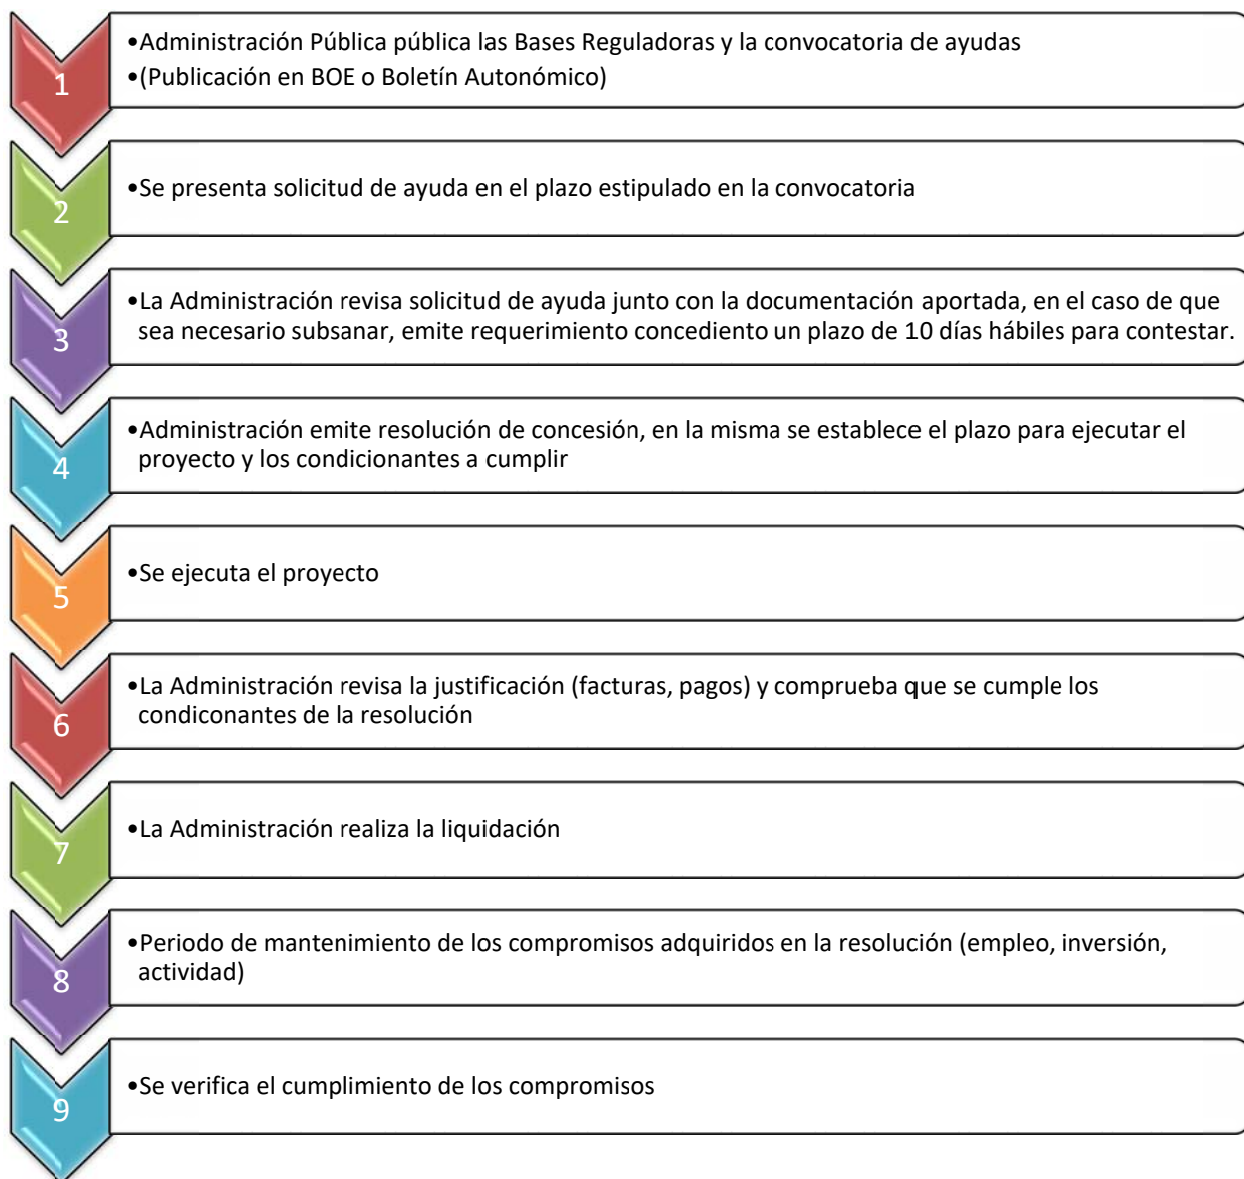 1
•Administración Pública pública las Bases Reguladoras y la convocatoria de ayudas
•(Publicación en BOE o Boletín Autonómico)
2
•Se presenta solicitud de ayuda en el plazo estipulado en la convocatoria
3
•La Administración revisa solicitud de ayuda junto con la documentación aportada, en el caso de que
sea necesario subsanar, emite requerimiento concediento un plazo de 10 días hábiles para contestar.
4
•Administración emite resolución de concesión, en la misma se establece el plazo para ejecutar el
proyecto y los condicionantes a cumplir
5
•Se ejecuta el proyecto
6
•La Administración revisa la justificación (facturas, pagos) y comprueba que se cumple los
condiconantes de la resolución
7
•La Administración realiza la liquidación
8
•Periodo de mantenimiento de los compromisos adquiridos en la resolución (empleo, inversión,
actividad)
9
•Se verifica el cumplimiento de los compromisos